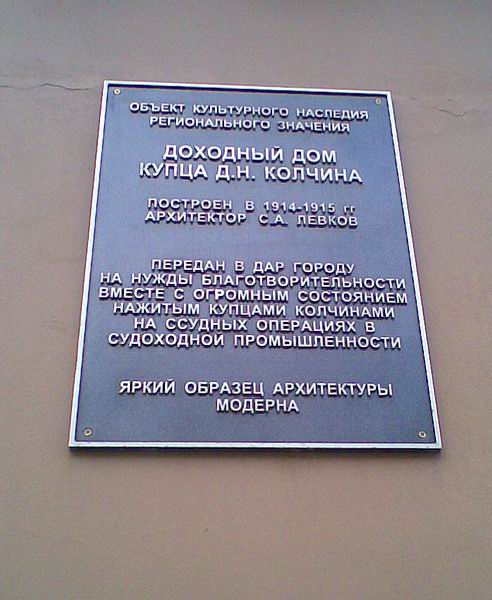 ОБЪЕКТ КУЛЬТУРНОГО НАСЛЕДИЯ
РЕГИОНАЛЬНОГО ЗНАЧЕНИЯ
ДОХОДНЫЙ ДОМ
КУПЦА Д.Н. КОЛЧИНА
ПОСТРОЕН В 1914-1915 гг
АРХИТЕКТОР С.А. ЛЕВКОВ
ПЕРЕДАН В ДАР ГОРОДУ
НА НУЖДЫ БЛАГОТВОРИТЕЛЬНОСТИ
ВМЕСТЕ С ОГРОМНЫМ СОСТОЯНИЕМ
НАЖИТЫМ КУПЦАМИ КОЛЧИНАМИ
НА ССУДНЫХ ОПЕРАЦИЯХ В
СУДОХОДНОЙ ПРОМЫШЛЕННОСТИ
ЯРКИЙ ОБРАЗЕЦ АРХИТЕКТУРЫ
МОДЕРНА